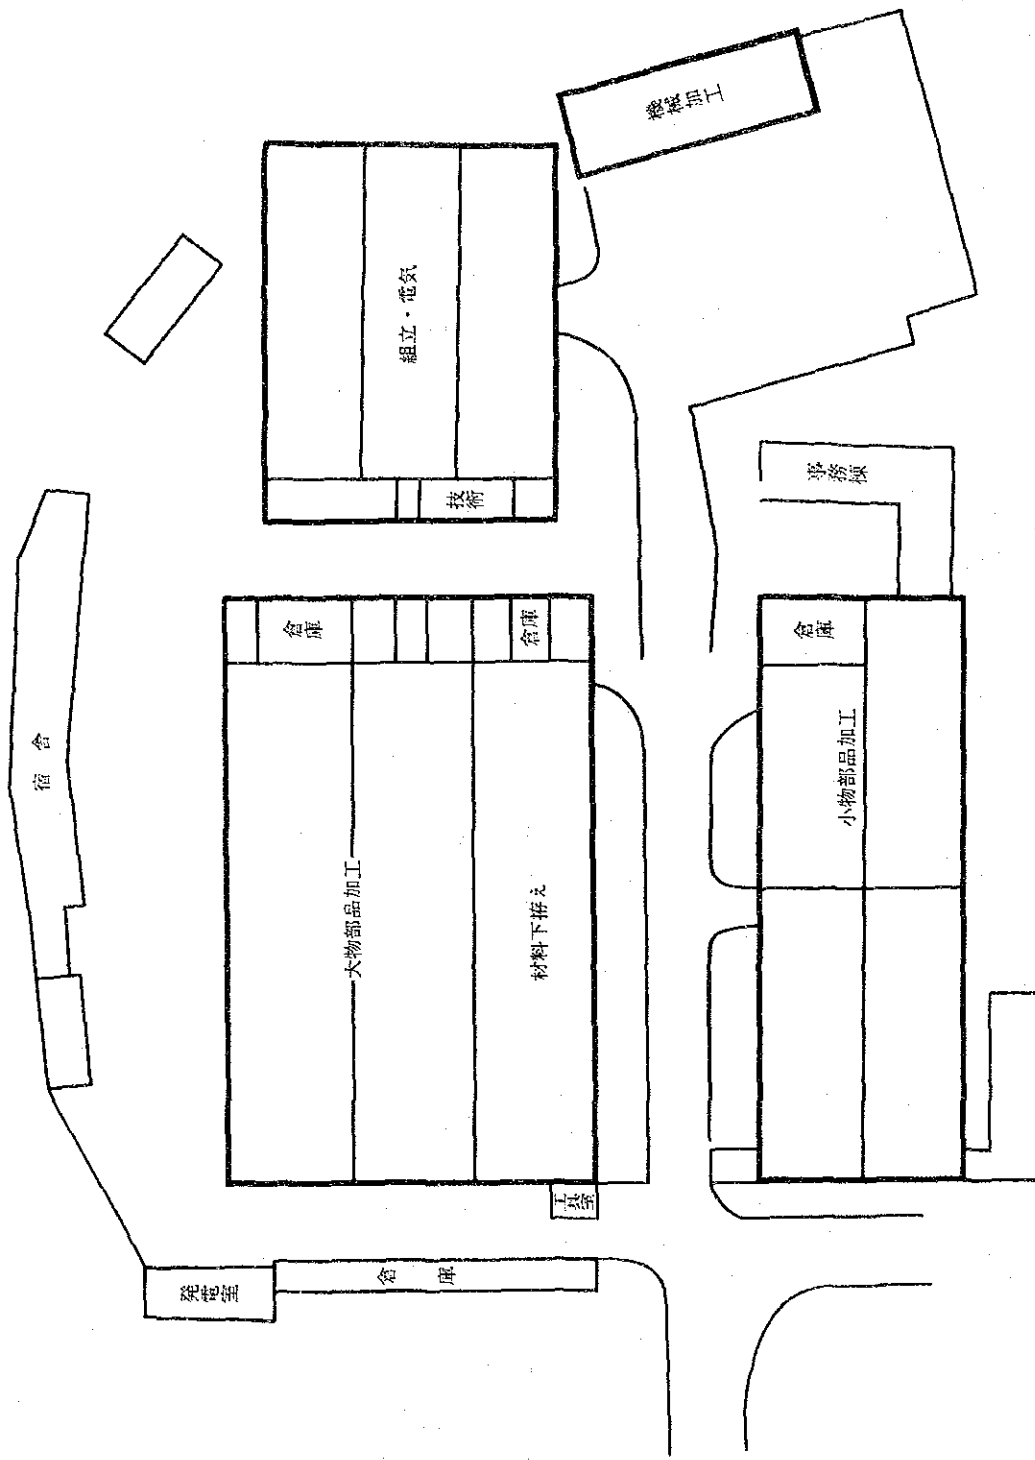 機械加工
組立・電気
技術
事務棟
倉庫
倉庫
倉庫
宿舎
小物部品加工
大物部品加工
材料下拵え
工具室
発電室
倉庫